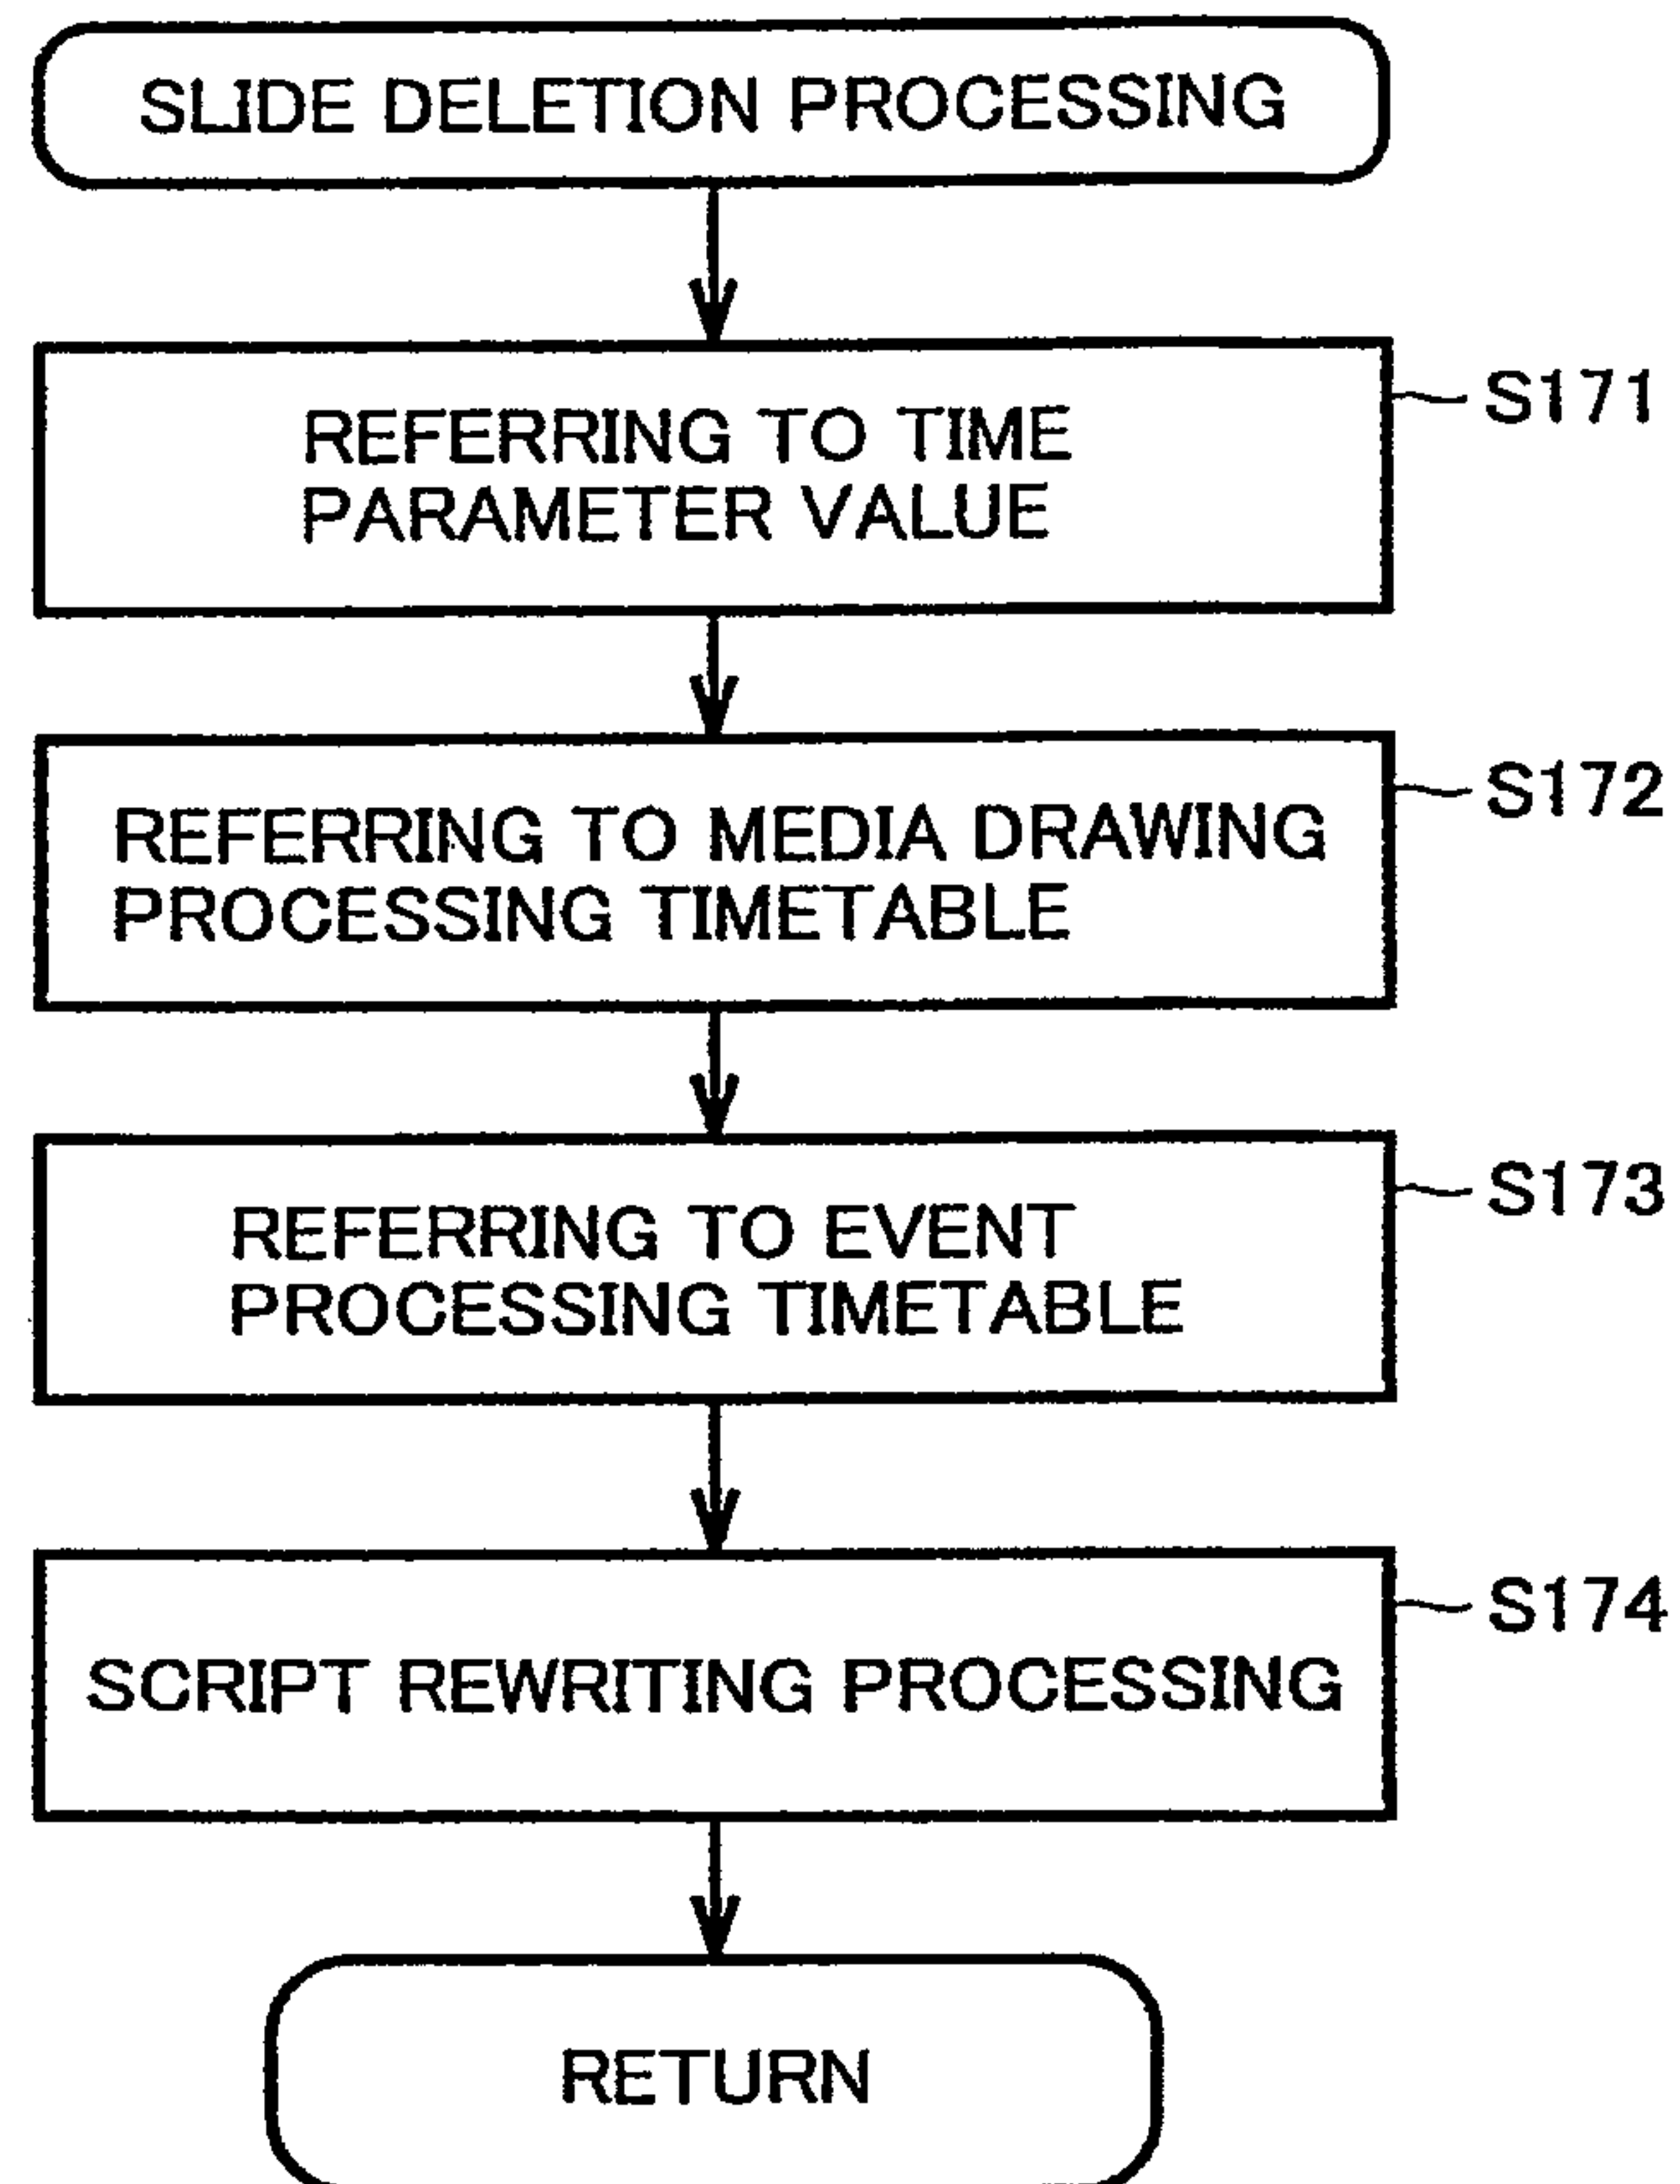 SLIDE DELETION PROCESSING
REFERRING TO TIME
PARAMETER VALUE
S171
REFERRING TO MEDIA DRAWING
PROCESSING TIMETABLE
S172
REFERRING TO EVENT
PROCESSING TIMETABLE
S173
SCRIPT REWRITING PROCESSING
S174
RETURN